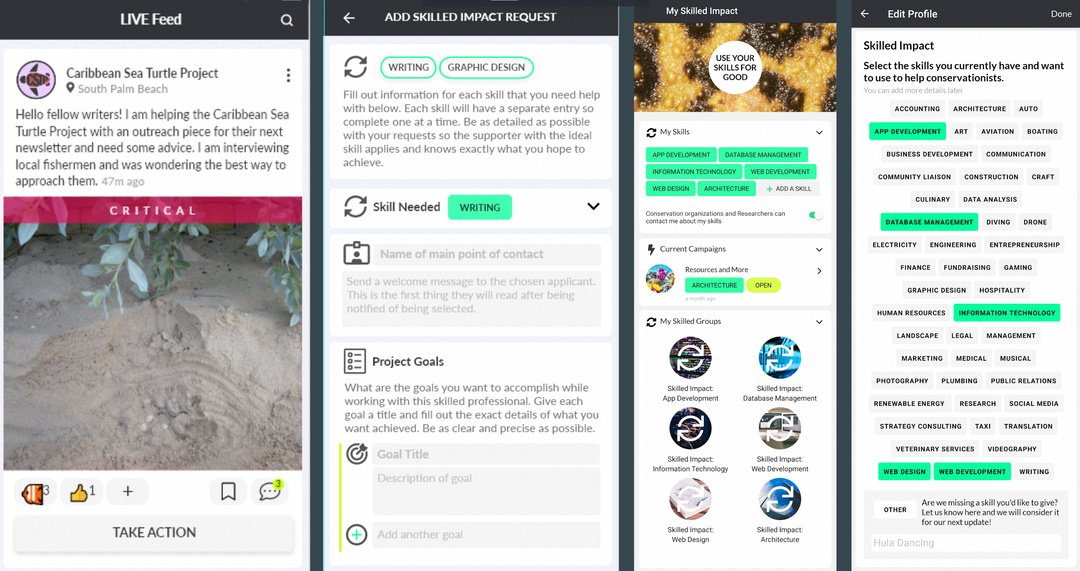 LIVE Feed
Caribbean Sea Turtle Project
South Palm Beach
Hello fellow writers! I am helping the Caribbean Sea
Turtle Project with an outreach piece for their next
newsletter and need some advice. I am interviewing
local fishermen and was wondering the best way to
approach them. 47m ago
CRITICAL
3
1
+
3
TAKE ACTION
ADD SKILLED IMPACT REQUEST
WRITING
GRAPHIC DESIGN
Fill out information for each skill that you need help
with below. Each skill will have a separate entry so
complete one at a time. Be as detailed as possible
with your requests so the supporter with the ideal
skill applies and knows exactly what you hope to
achieve.
Skill Needed WRITING
Name of main point of contact
Send a welcome message to the chosen applicant.
This is the first thing they will read after being
notified of being selected.
Project Goals
What are the goals you want to accomplish while
working with this skilled professional. Give each
goal a title and fill out the exact details of what you
want achieved. Be as clear and precise as possible.
Goal Title
Description of goal
Add another goal
My Skilled Impact
USE YOUR
SKILLS FOR
GOOD
My Skills
APP DEVELOPMENT DATABASE MANAGEMENT
INFORMATION TECHNOLOGY WEB DEVELOPMENT
WEB DESIGN ARCHITECTURE + ADD A SKILL
Conservation organizations and Researchers can
contact me about my skills
Current Campaigns
Resources and More
ARCHITECTURE OPEN
a month ago
My Skilled Groups
Skilled Impact:
App Development
Skilled Impact:
Database Management
Skilled Impact:
Information Technology
Skilled Impact:
Web Development
Skilled Impact:
Web Design
Skilled Impact:
Architecture
Edit Profile
Done
Skilled Impact
Select the skills you currently have and want
to use to help conservationists.
You can add more details later
ACCOUNTING ARCHITECTURE AUTO
APP DEVELOPMENT ART AVIATION BOATING
BUSINESS DEVELOPMENT COMMUNICATION
COMMUNITY LIAISON CONSTRUCTION CRAFT
CULINARY DATA ANALYSIS
DATABASE MANAGEMENT DIVING DRONE
ELECTRICITY ENGINEERING ENTREPRENEURSHIP
FINANCE FUNDRAISING GAMING
GRAPHIC DESIGN HOSPITALITY
HUMAN RESOURCES INFORMATION TECHNOLOGY
LANDSCAPE LEGAL MANAGEMENT
MARKETING MEDICAL MUSICAL
PHOTOGRAPHY PLUMBING PUBLIC RELATIONS
RENEWABLE ENERGY RESEARCH SOCIAL MEDIA
STRATEGY CONSULTING TAXI TRANSLATION
VETERINARY SERVICES VIDEOGRAPHY
WEB DESIGN WEB DEVELOPMENT WRITING
OTHER
Are we missing a skill you'd like to give?
Let us know here and we will consider it
for our next update!
Hula Dancing